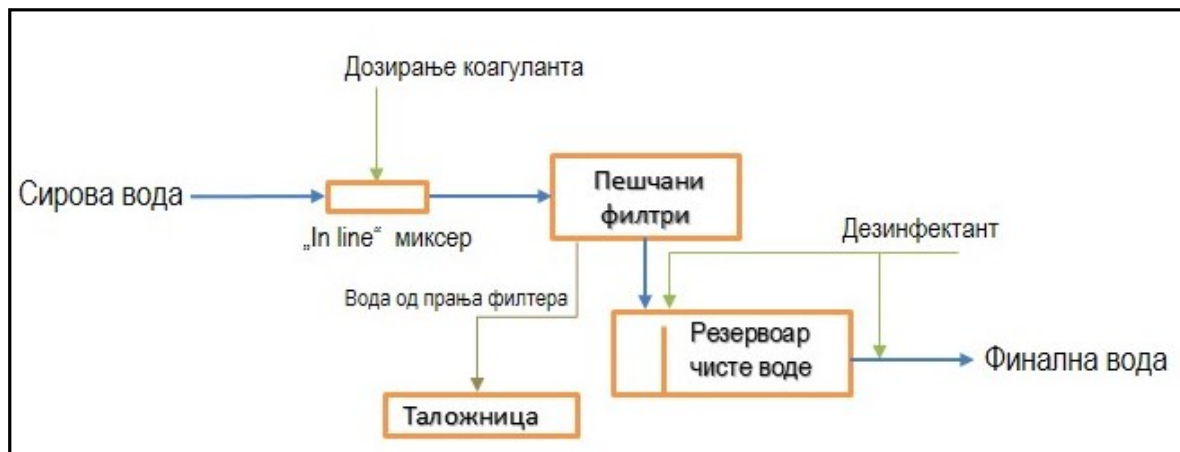 Дозирање коагуланта
Сирова вода
„In line“ миксер
Пешчани
филтри
Дезинфектант
Вода од прања филтера
Резервоар
чисте воде
Финална вода
Таложница